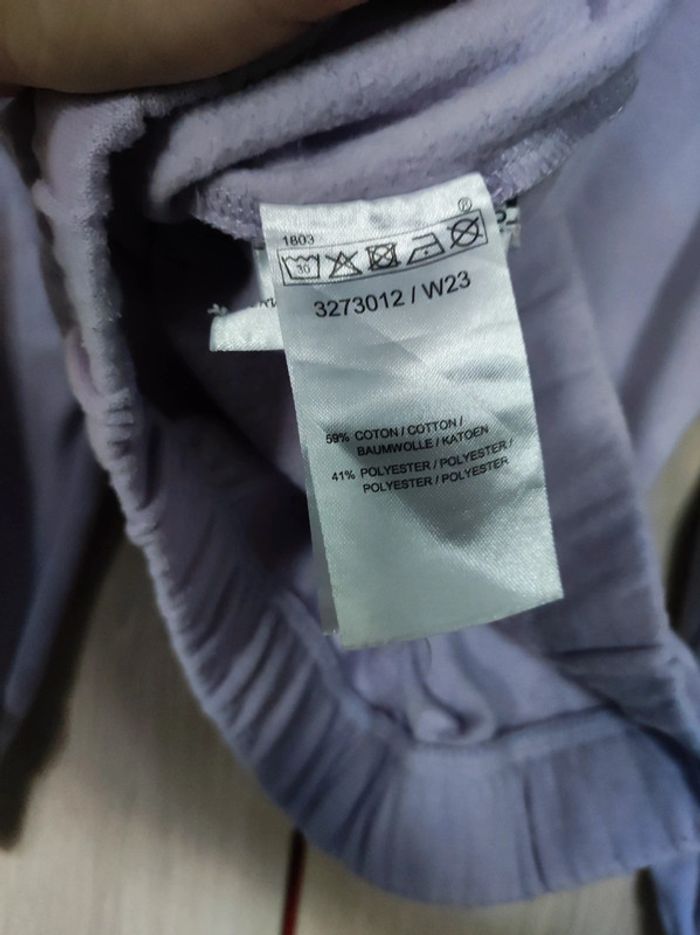 ®
1803
30
3273012 / W23
59% COTON / COTTON /
BAUMWOLLE / KATOEN
41% POLYESTER / POLYESTER /
POLYESTER / POLYESTER